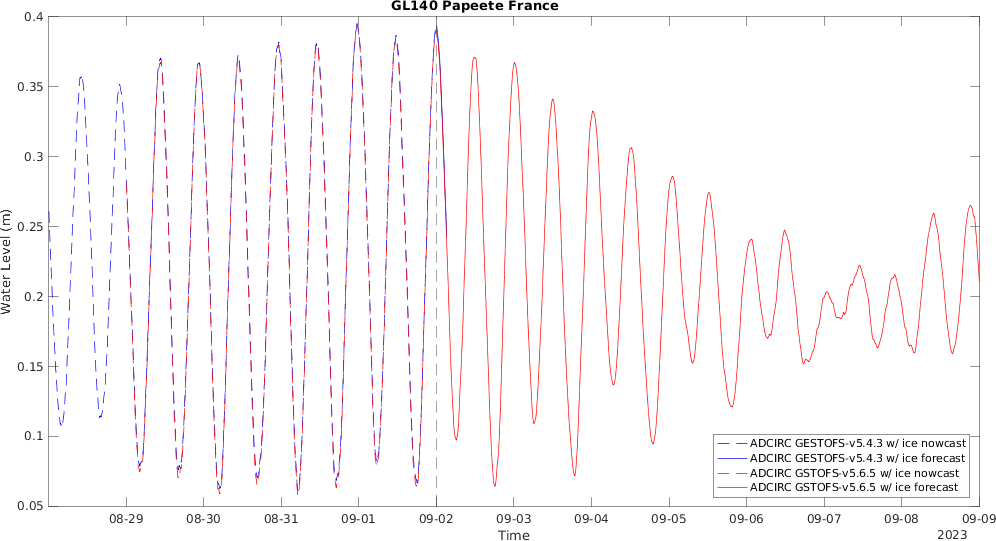 GL140 Papeete France
0.4
0.35
0.3
0.25
0.2
0.15
0.1
0.05
Water Level (m)
ADCIRC GESTOFS-v5.4.3 w/ ice nowcast
ADCIRC GESTOFS-v5.4.3 w/ ice forecast
ADCIRC GSTOFS-v5.6.5 w/ ice nowcast
ADCIRC GSTOFS-v5.6.5 w/ ice forecast
08-29 08-30 08-31 09-01 09-02 09-03 09-04 09-05 09-06 09-07 09-08 09-09
Time
2023